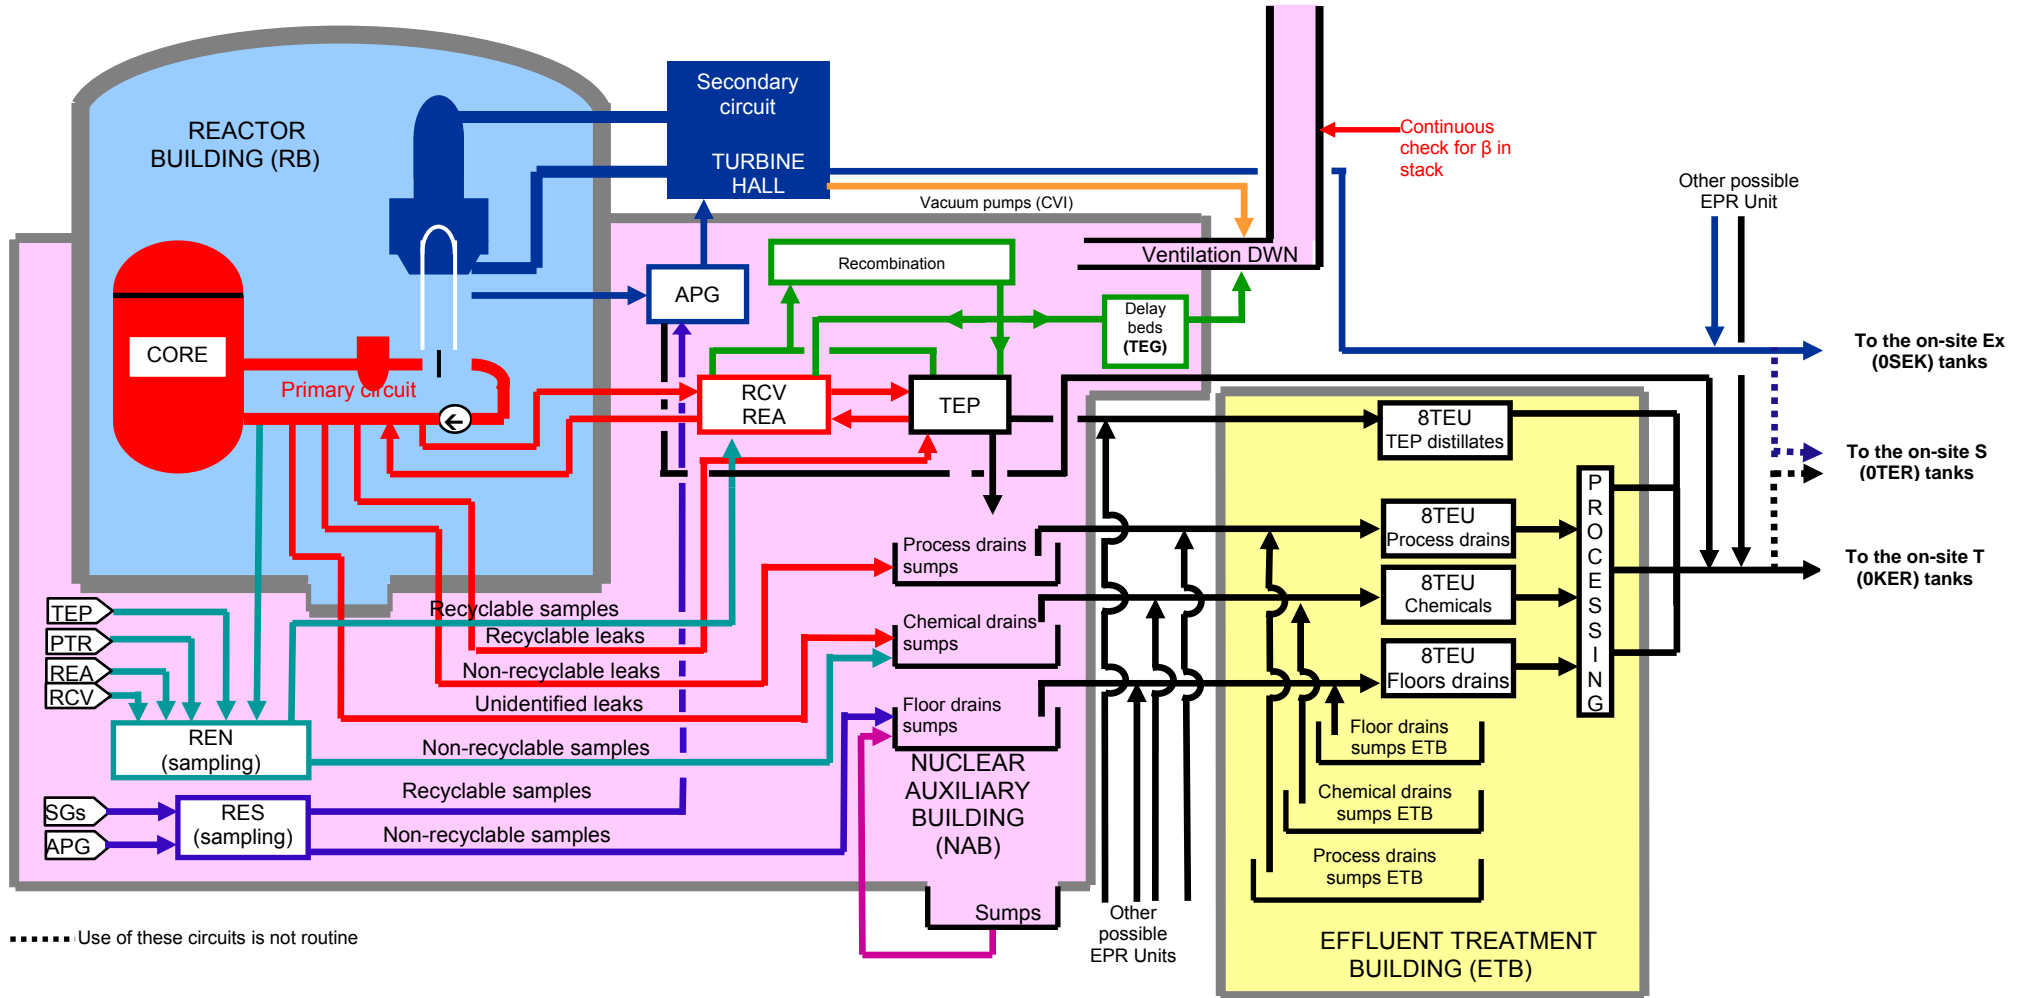 Secondary
circuit
TURBINE
HALL
REACTOR
BUILDING (RB)
Continuous
check for β in
stack
Other possible
EPR Unit
Vacuum pumps (CVI)
Ventilation DWN
Recombination
APG
Delay
beds
(TEG)
CORE
Primary circuit
RCV
REA
TEP
8TEU
TEP distillates
To the on-site Ex
(0SEK) tanks
To the on-site S
(0TER) tanks
To the on-site T
(0KER) tanks
Process drains
sumps
8TEU
Process drains
8TEU
Chemicals
8TEU
Floors drains
P
R
O
C
E
S
S
I
N
G
Chemical drains
sumps
Floor drains
sumps
TEP
PTR
REA
RCV
Recyclable samples
Recyclable leaks
Non-recyclable leaks
Unidentified leaks
REN
(sampling)
Non-recyclable samples
SGs
APG
RES
(sampling)
Recyclable samples
Non-recyclable samples
NUCLEAR
AUXILIARY
BUILDING
(NAB)
Floor drains
sumps ETB
Chemical drains
sumps ETB
Process drains
sumps ETB
Sumps
Other
possible
EPR Units
EFFLUENT TREATMENT
BUILDING (ETB)
Use of these circuits is not routine